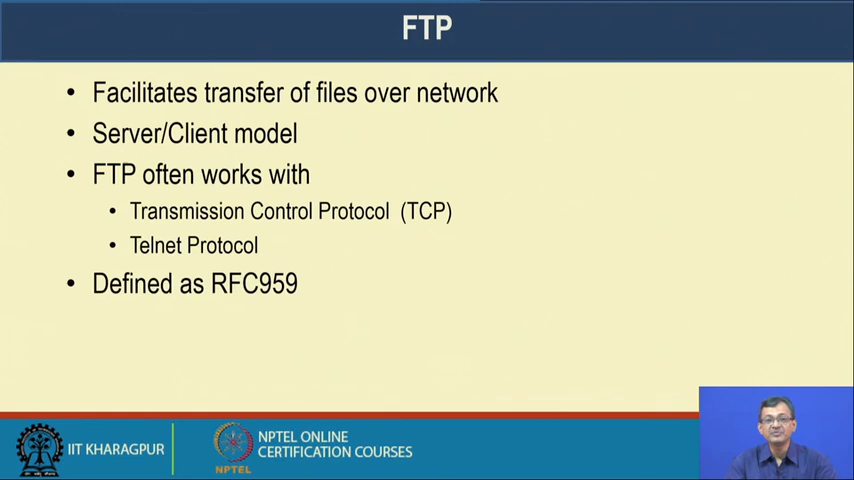 FTP
• Facilitates transfer of files over network
• Server/Client model
• FTP often works with
• Transmission Control Protocol (TCP)
• Telnet Protocol
• Defined as RFC959
IIT KHARAGPUR
NPTEL
NPTEL ONLINE
CERTIFICATION COURSES